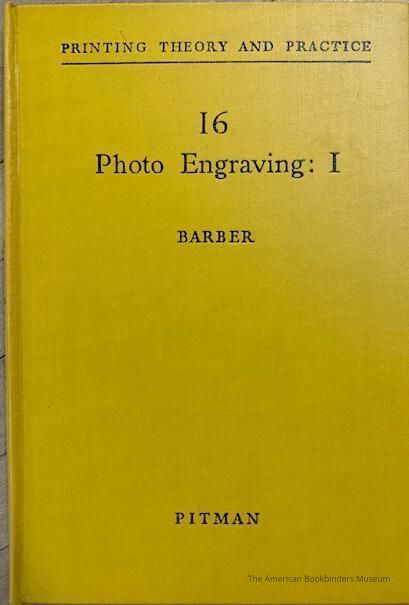 PRINTING THEORY AND PRACTICE
16
Photo Engraving: I
BARBER
PITMAN
The American Bookbinders Museum